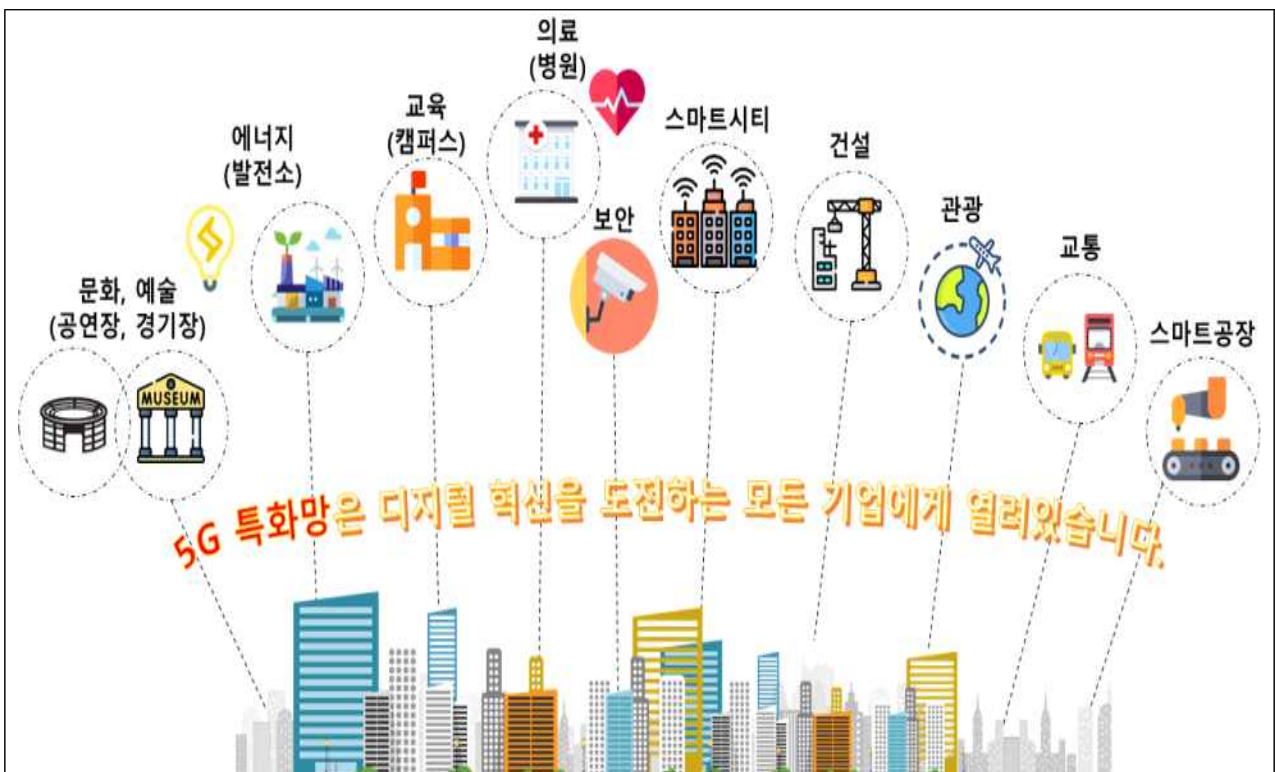 의료
(병원)
교육
(캠퍼스)
스마트시티
에너지
(발전소)
건설
보안
관광
교통
문화, 예술
(공연장, 경기장)
스마트공장
MUSEUM
5G 특화망은 디지털 혁신을 도전하는 모든 기업에게 열려있습니다.